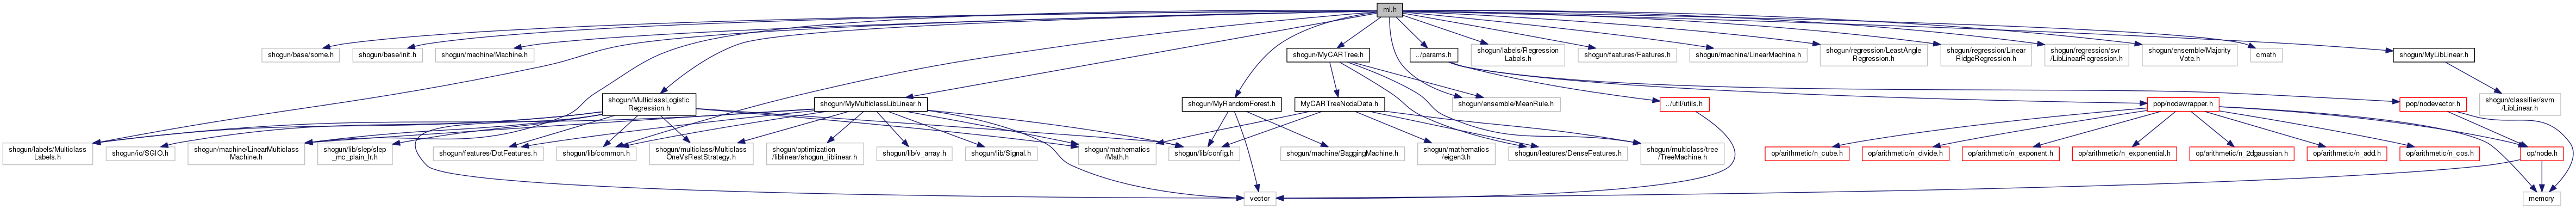 ml.h
shogun/base/some.h
shogun/base/init.h
shogun/machine/Machine.h
shogun/MyCARTree.h
../params.h
shogun/labels/Regression
Labels.h
shogun/features/Features.h
shogun/machine/LinearMachine.h
shogun/regression/LeastAngle
Regression.h
shogun/regression/Linear
RidgeRegression.h
shogun/regression/svr
/LibLinearRegression.h
shogun/ensemble/Majority
Vote.h
cmath
shogun/MyLibLinear.h
shogun/MulticlassLogistic
Regression.h
shogun/MyMulticlassLibLinear.h
shogun/MyRandomForest.h
MyCARTreeNodeData.h
shogun/ensemble/MeanRule.h
../util/utils.h
pop/nodewrapper.h
pop/nodevector.h
shogun/classifier/svm
/LibLinear.h
shogun/labels/Multiclass
Labels.h
shogun/io/SGIO.h
shogun/machine/LinearMulticlass
Machine.h
shogun/lib/slep/slep
_mc_plain_lr.h
shogun/features/DotFeatures.h
shogun/lib/common.h
shogun/multiclass/Multiclass
OneVsRestStrategy.h
shogun/optimization
/liblinear/shogun_liblinear.h
shogun/lib/v_array.h
shogun/lib/Signal.h
shogun/mathematics
/Math.h
shogun/lib/config.h
shogun/machine/BaggingMachine.h
shogun/mathematics
/eigen3.h
shogun/features/DenseFeatures.h
shogun/multiclass/tree
/TreeMachine.h
op/arithmetic/n_cube.h
op/arithmetic/n_divide.h
op/arithmetic/n_exponent.h
op/arithmetic/n_exponential.h
op/arithmetic/n_2dgaussian.h
op/arithmetic/n_add.h
op/arithmetic/n_cos.h
op/node.h
vector
memory